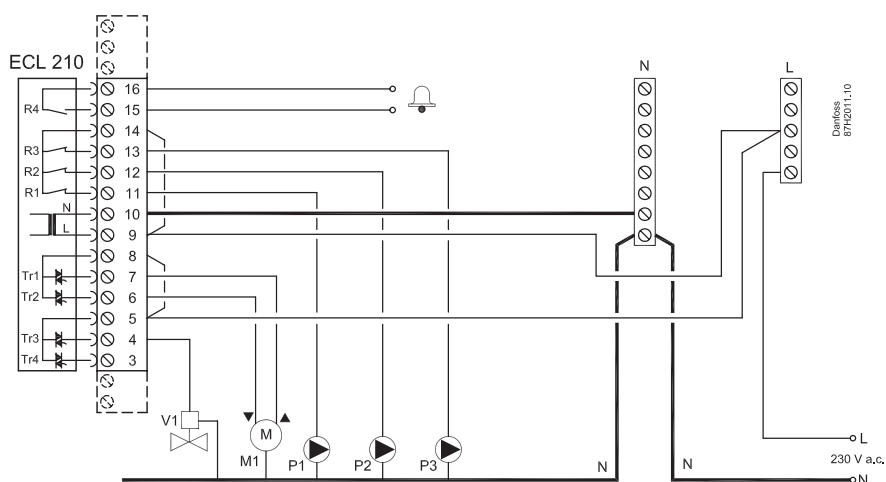 ECL 210
N
L
Danfoss
87H2011.10
R4
R3
R2
R1
N
L
Tr1
Tr2
Tr3
Tr4
16
15
14
13
12
11
10
9
8
7
6
5
4
3
V1
M
M1
P1
P2
P3
N
N
L
230 V a.c.
N